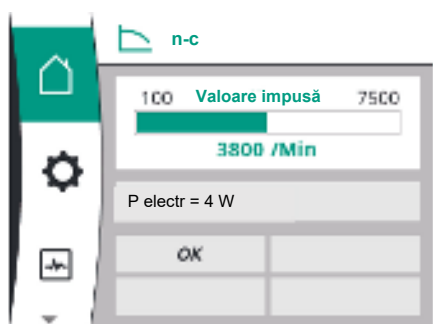 n-c
100 Valoare impusă 7500
3800 /Min
P electr = 4 W
OK